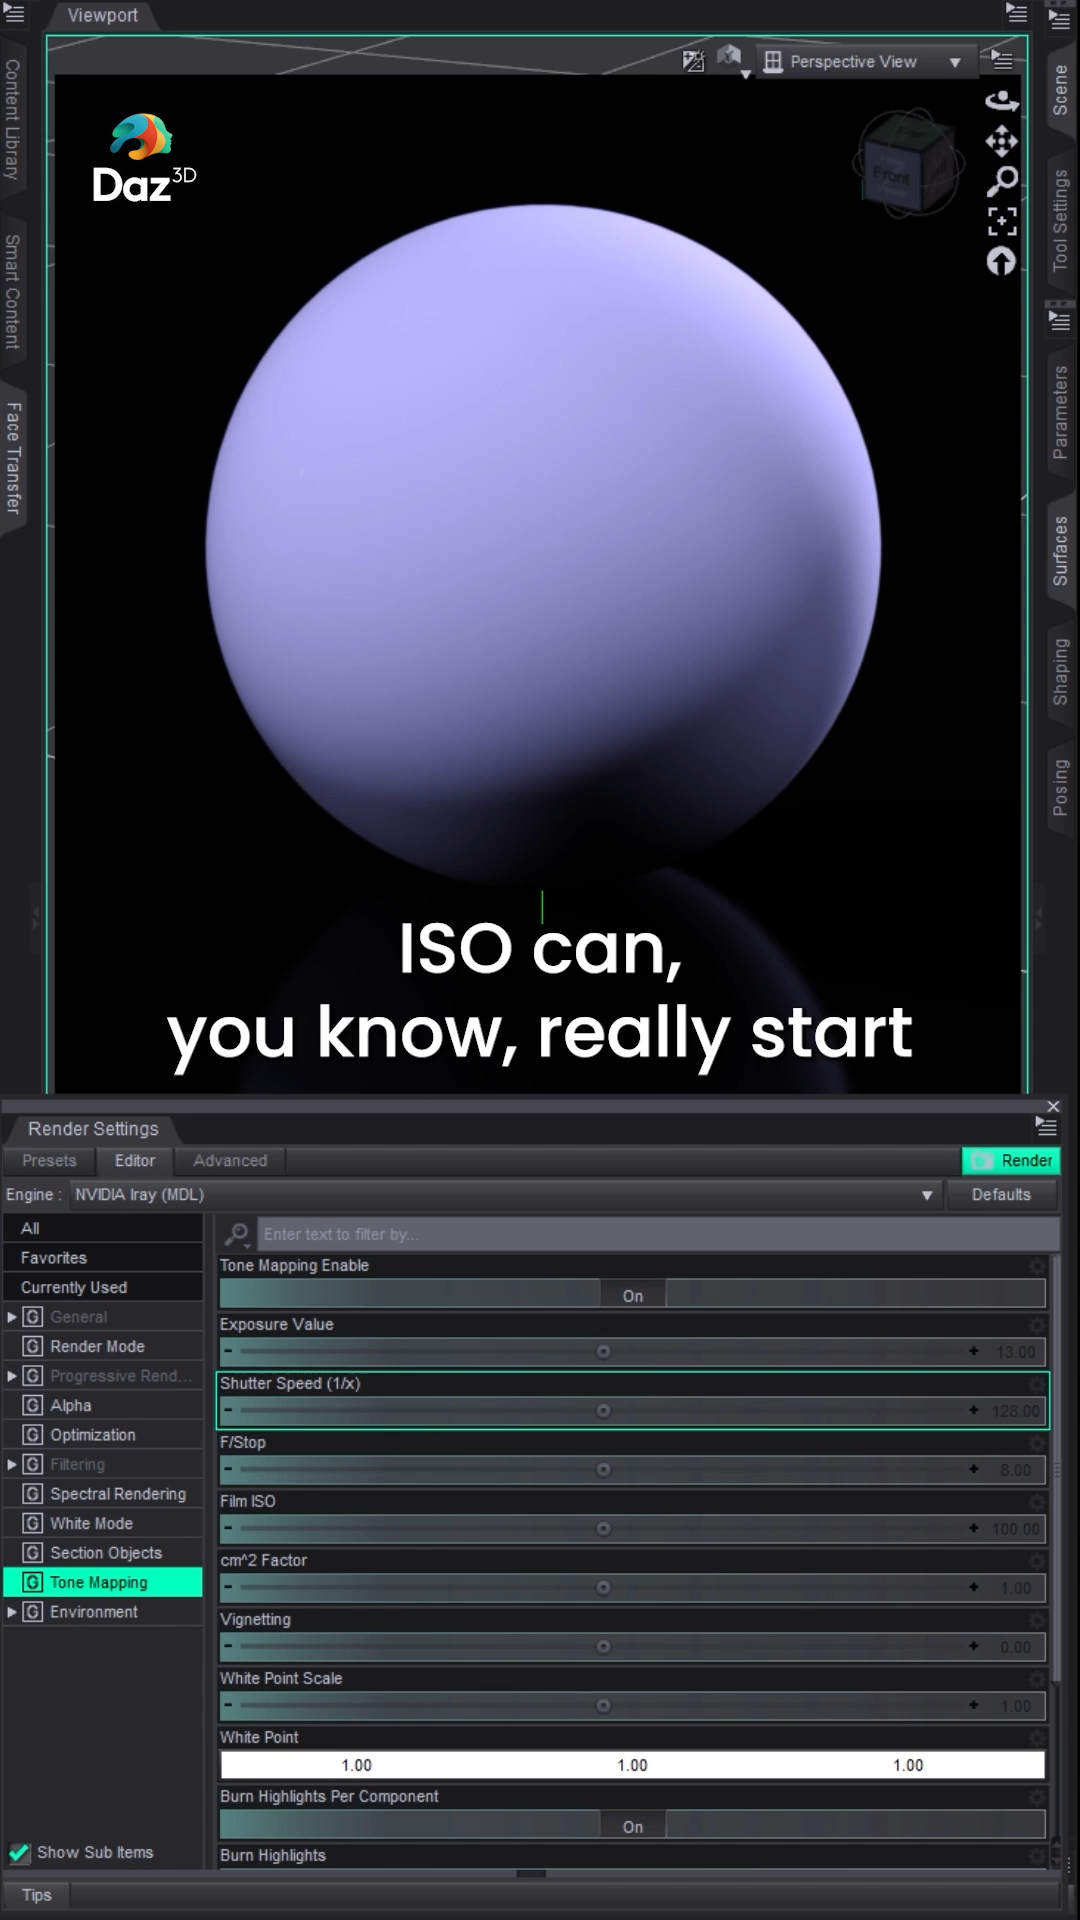 Viewport
Perspective View
Content Library
Smart Content
Face Transfer
Scene
Tool Settings
Parameters
Surfaces
Shaping
Posing
Daz 3D
Front
ISO can,
you know, really start
Render Settings
Presets Editor Advanced Render
Engine : NVIDIA Iray (MDL) Defaults
All
Favorites
Currently Used
G General
G Render Mode
G Progressive Rend...
G Alpha
G Optimization
G Filtering
G Spectral Rendering
G White Mode
G Section Objects
G Tone Mapping
G Environment
Show Sub Items
Enter text to filter by...
Tone Mapping Enable
On
Exposure Value
- + 13.00
Shutter Speed (1/x)
- + 128.00
F/Stop
- + 8.00
Film ISO
- + 100.00
cm^2 Factor
- + 1.00
Vignetting
- + 0.00
White Point Scale
- + 1.00
White Point
1.00 1.00 1.00
Burn Highlights Per Component
On
Burn Highlights
Tips